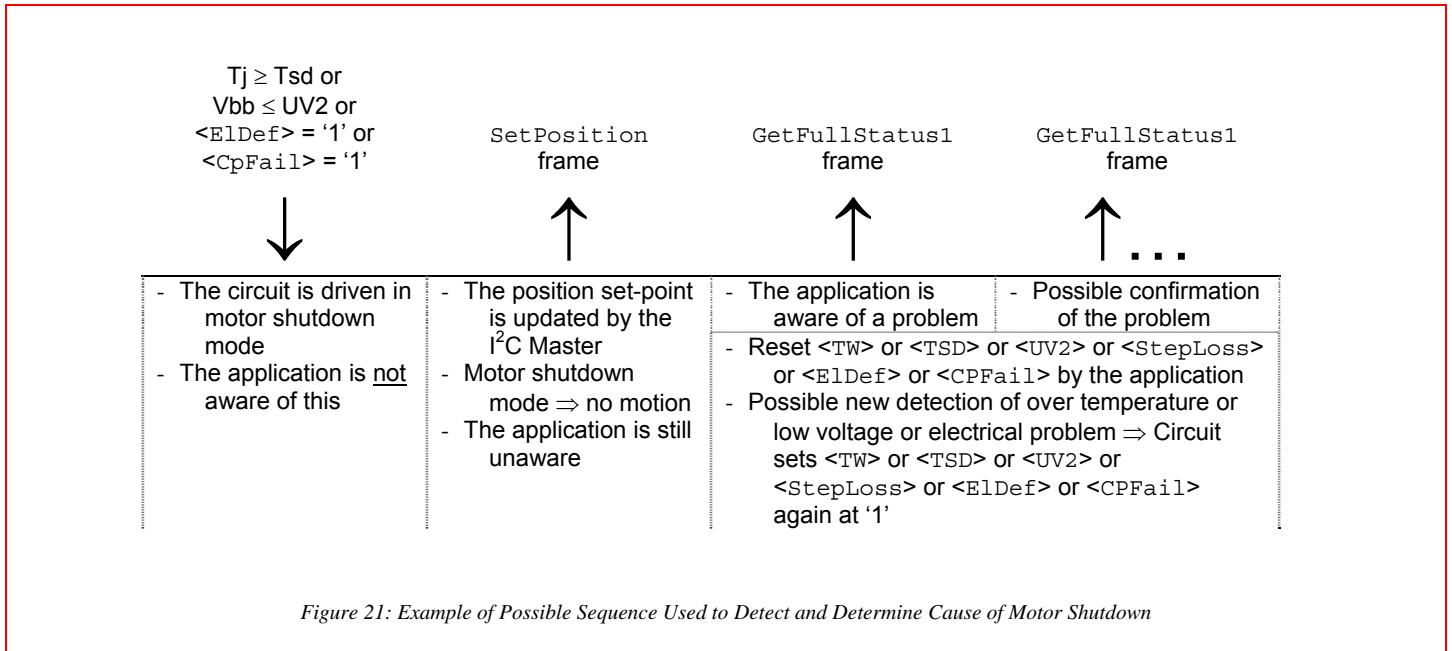 Tj ≥ Tsd or
Vbb ≤ UV2 or
<ElDef> = ‘1’ or
<CpFail> = ‘1’
SetPosition
frame
GetFullStatus1
frame
GetFullStatus1
frame
...
- The circuit is driven in
motor shutdown
mode
- The application is not
aware of this
- The position set-point
is updated by the
I²C Master
- Motor shutdown
mode ⇒ no motion
- The application is still
unaware
- The application is
aware of a problem
- Possible confirmation
of the problem
- Reset <TW> or <TSD> or <UV2> or <StepLoss>
or <ElDef> or <CPFail> by the application
- Possible new detection of over temperature or
low voltage or electrical problem ⇒ Circuit
sets <TW> or <TSD> or <UV2> or
<StepLoss> or <ElDef> or <CPFail>
again at ‘1’
Figure 21: Example of Possible Sequence Used to Detect and Determine Cause of Motor Shutdown